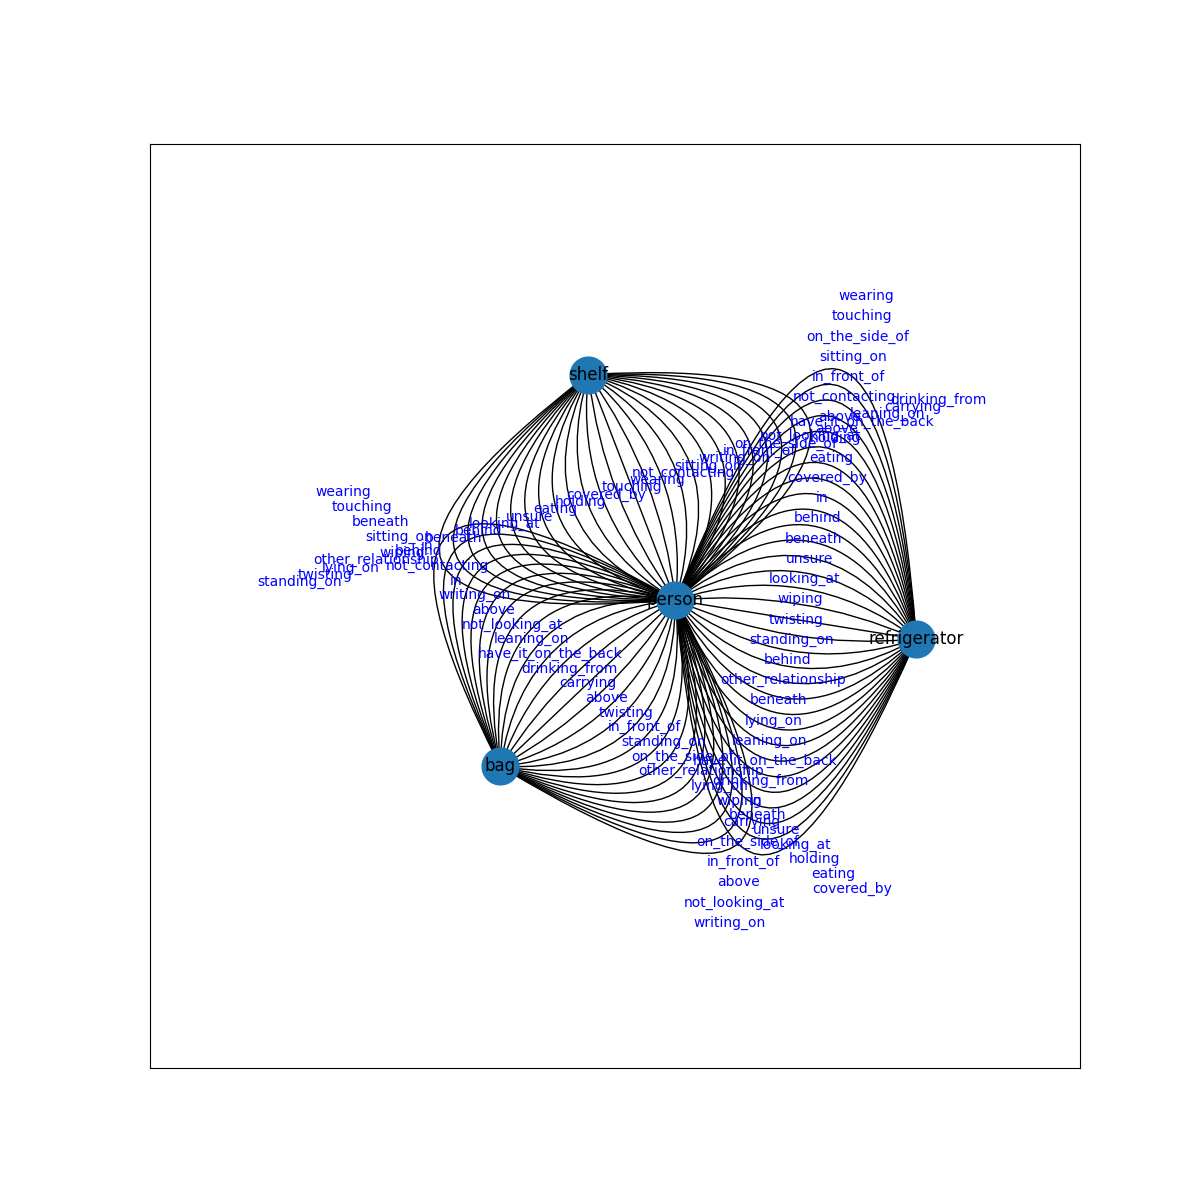 wearing
touching
on_the_side_of
sitting_on
in_front_of
shelf
not_contacting
drinking_from
carrying
leaning_on
above
have_it_on_the_back
above
not_looking_at
holding
on_the_side_of
in_front_of
writing_on
eating
sitting_on
not_contacting
covered_by
wearing
touching
wearing
covered_by
in
holding
touching
eating
unsure
behind
beneath
looking_at
behind
sitting_on
beneath
beneath
behind
in
wiping
other_relationship
unsure
not_contacting
lying_on
twisting
looking_at
standing_on
in
writing_on
person
wiping
above
twisting
not_looking_at
leaning_on
standing_on
refrigerator
have_it_on_the_back
behind
drinking_from
other_relationship
carrying
above
beneath
twisting
lying_on
in_front_of
standing_on
leaning_on
on_the_side_of
have_it_on_the_back
bag
other_relationship
drinking_from
lying_on
wiping
in
beneath
carrying
unsure
on_the_side_of
looking_at
in_front_of
holding
eating
above
covered_by
not_looking_at
writing_on